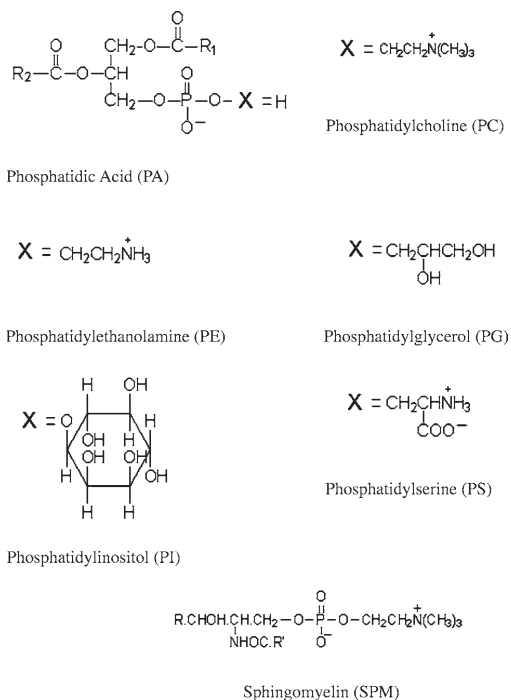 O
CH₂-O-C-R₁
O
R₂-C-O-CH
O
CH₂-O-P-O- X = H
O⁻
Phosphatidic Acid (PA)
X = CH₂CH₂N⁺(CH₃)₃
Phosphatidylcholine (PC)
X = CH₂CH₂N⁺H₃
Phosphatidylethanolamine (PE)
X = CH₂CHCH₂OH
OH
Phosphatidylglycerol (PG)
H OH
X = O H
OH H
OH OH
H OH
H H
Phosphatidylinositol (PI)
X = CH₂CHN⁺H₃
COO⁻
Phosphatidylserine (PS)
O
R.CHOH.CH.CH₂-O-P-O-CH₂CH₂N⁺(CH₃)₃
NHOC.R' O⁻
Sphingomyelin (SPM)